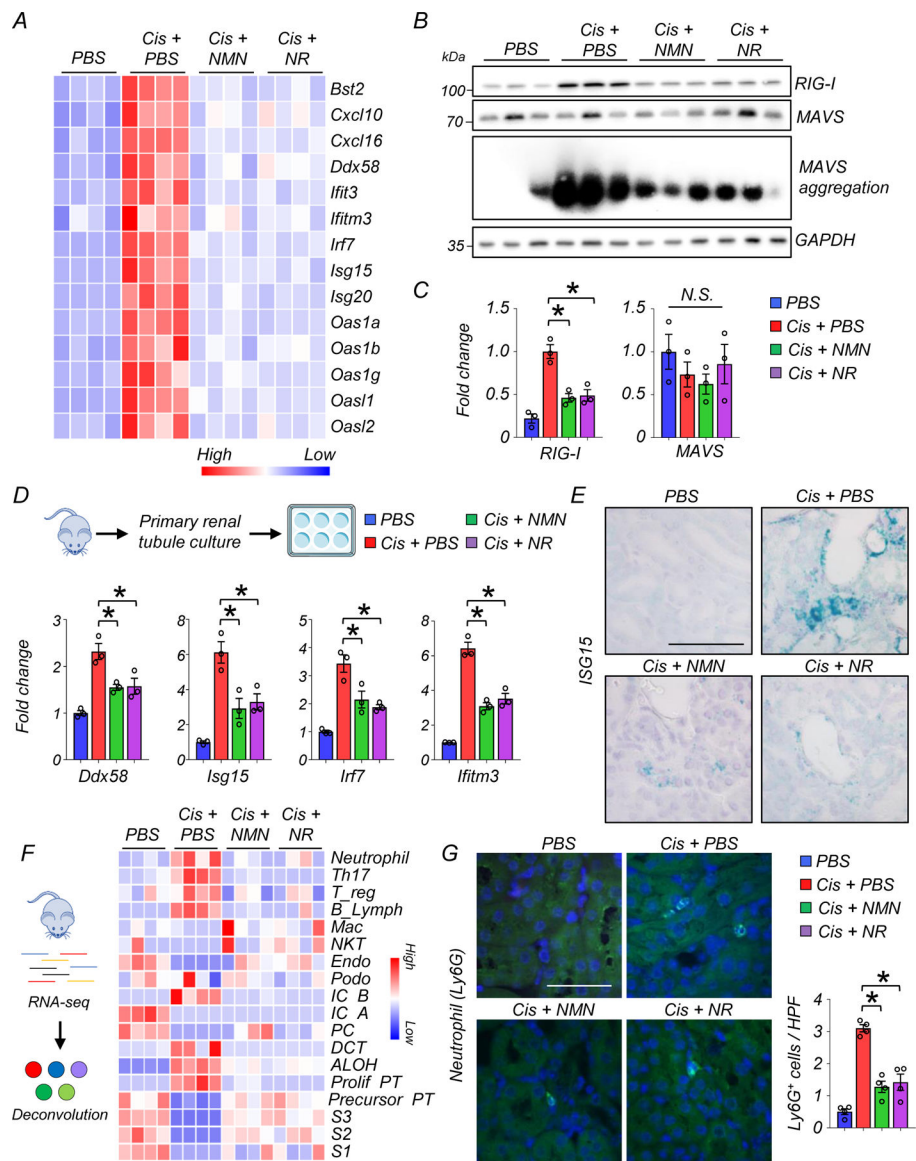 A
PBS
Cis +
PBS
Cis +
NMN
Cis +
NR
Bst2
Cxcl10
Cxcl16
Ddx58
Ifit3
Ifitm3
Irf7
Isg15
Isg20
Oas1a
Oas1b
Oas1g
Oasl1
Oasl2
High
Low
B
kDa
PBS
Cis +
PBS
Cis +
NMN
Cis +
NR
100
RIG-I
70
MAVS
MAVS
aggregation
35
GAPDH
C
Fold change
1.5
1.0
0.5
0
*
*
RIG-I
1.5
1.0
0.5
0
N.S.
MAVS
PBS
Cis + PBS
Cis + NMN
Cis + NR
D
Primary renal
tubule culture
PBS
Cis + NMN
Cis + PBS
Cis + NR
Fold change
3
2
1
0
*
*
Ddx58
8
6
4
2
0
*
*
Isg15
5
4
3
2
1
0
*
*
Irf7
8
6
4
2
0
*
*
Ifitm3
E
ISG15
PBS
Cis + PBS
Cis + NMN
Cis + NR
F
RNA-seq
Deconvolution
PBS
Cis +
PBS
Cis +
NMN
Cis +
NR
Neutrophil
Th17
T_reg
B_Lymph
Mac
NKT
Endo
Podo
IC B
IC A
PC
DCT
ALOH
Prolif PT
Precursor PT
S3
S2
S1
High
Low
G
Neutrophil (Ly6G)
PBS
Cis + PBS
Cis + NMN
Cis + NR
PBS
Cis + PBS
Cis + NMN
Cis + NR
Ly6G⁺ cells / HPF
4
3
2
1
0
*
*